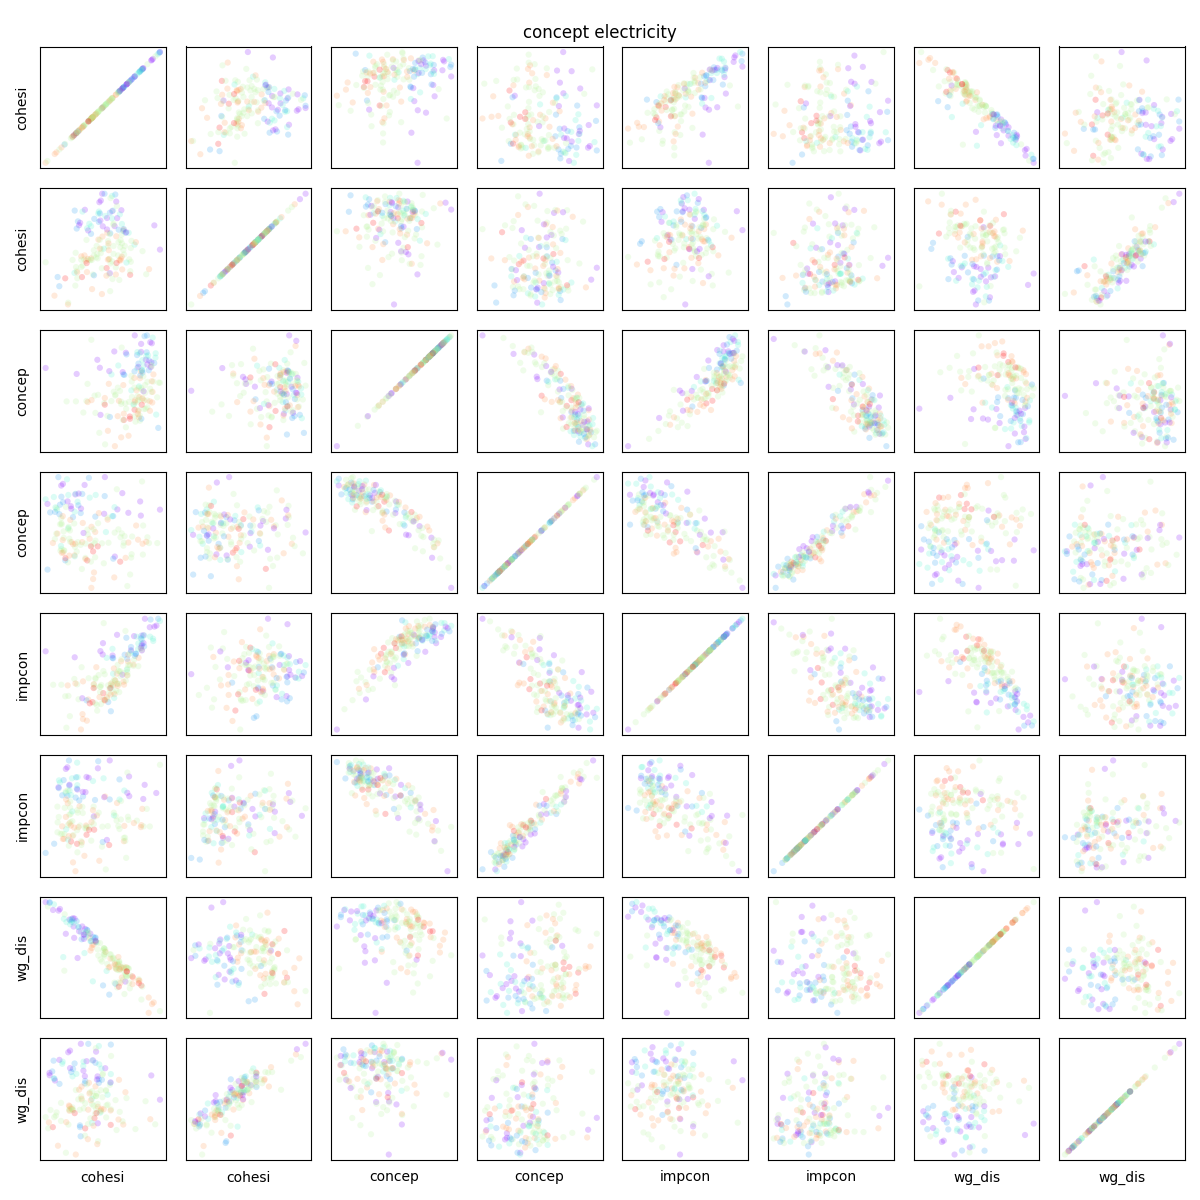 concept electricity
cohesi
cohesi
concep
concep
impcon
impcon
wg_dis
wg_dis
cohesi cohesi concep concep impcon impcon wg_dis wg_dis